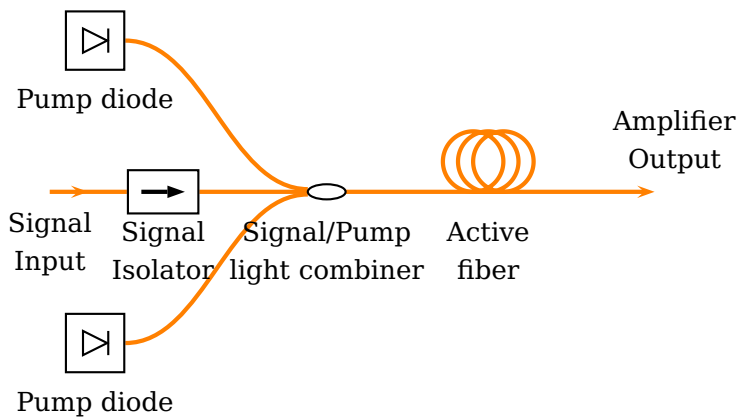 Pump diode
Amplifier
Output
Signal
Input
Signal
Isolator
Signal/Pump
light combiner
Active
fiber
Pump diode